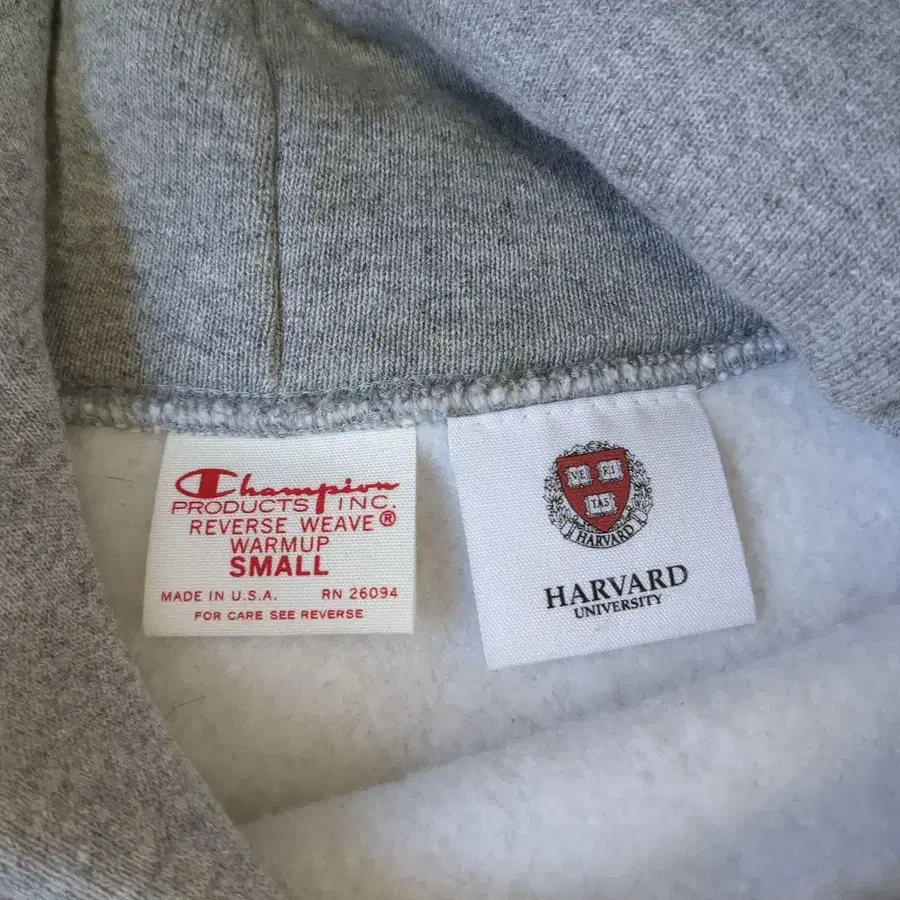 Champion
PRODUCTS INC.
REVERSE WEAVE®
WARMUP
SMALL
MADE IN U.S.A. RN 26094
FOR CARE SEE REVERSE
VE RI
TAS
HARVARD
HARVARD
UNIVERSITY